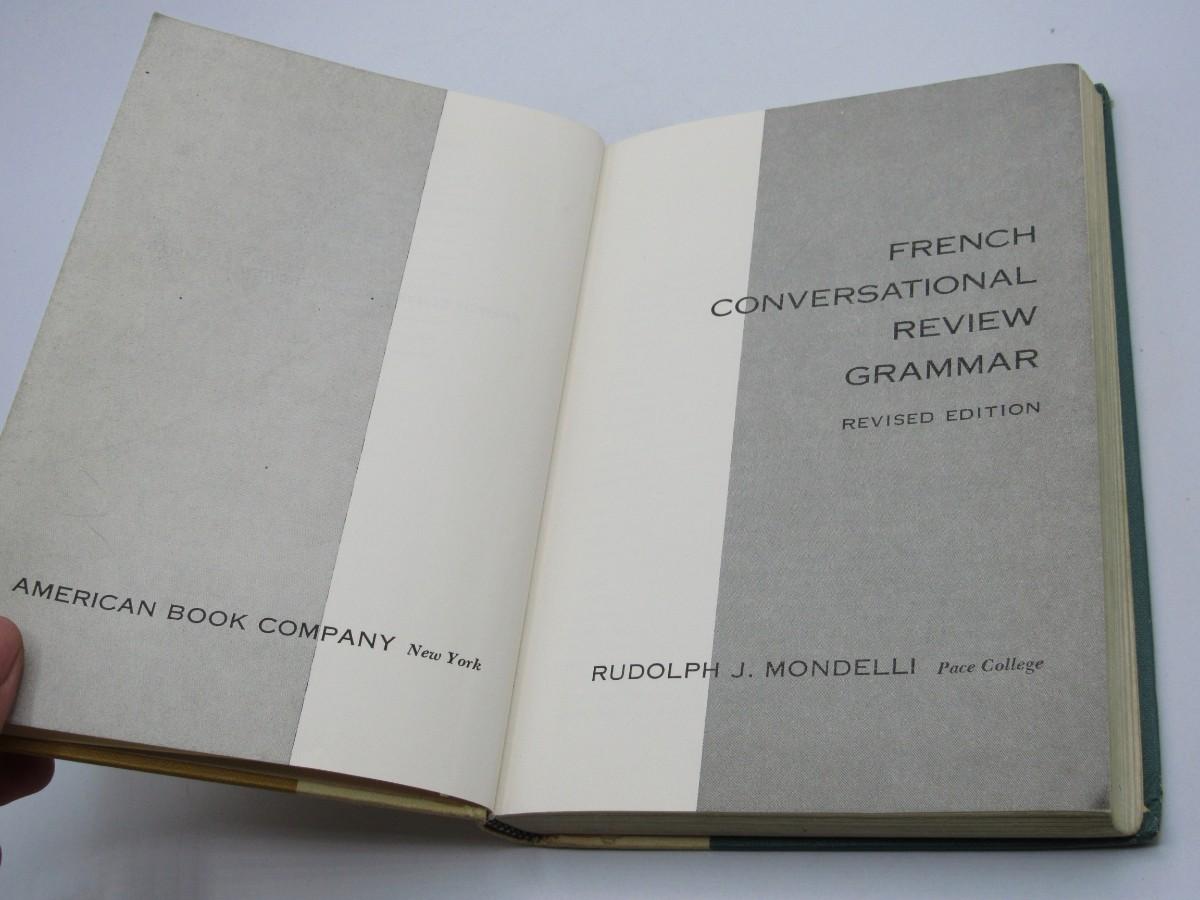 AMERICAN BOOK COMPANY New York
FRENCH
CONVERSATIONAL
REVIEW
GRAMMAR
REVISED EDITION
RUDOLPH J. MONDELLI Pace College